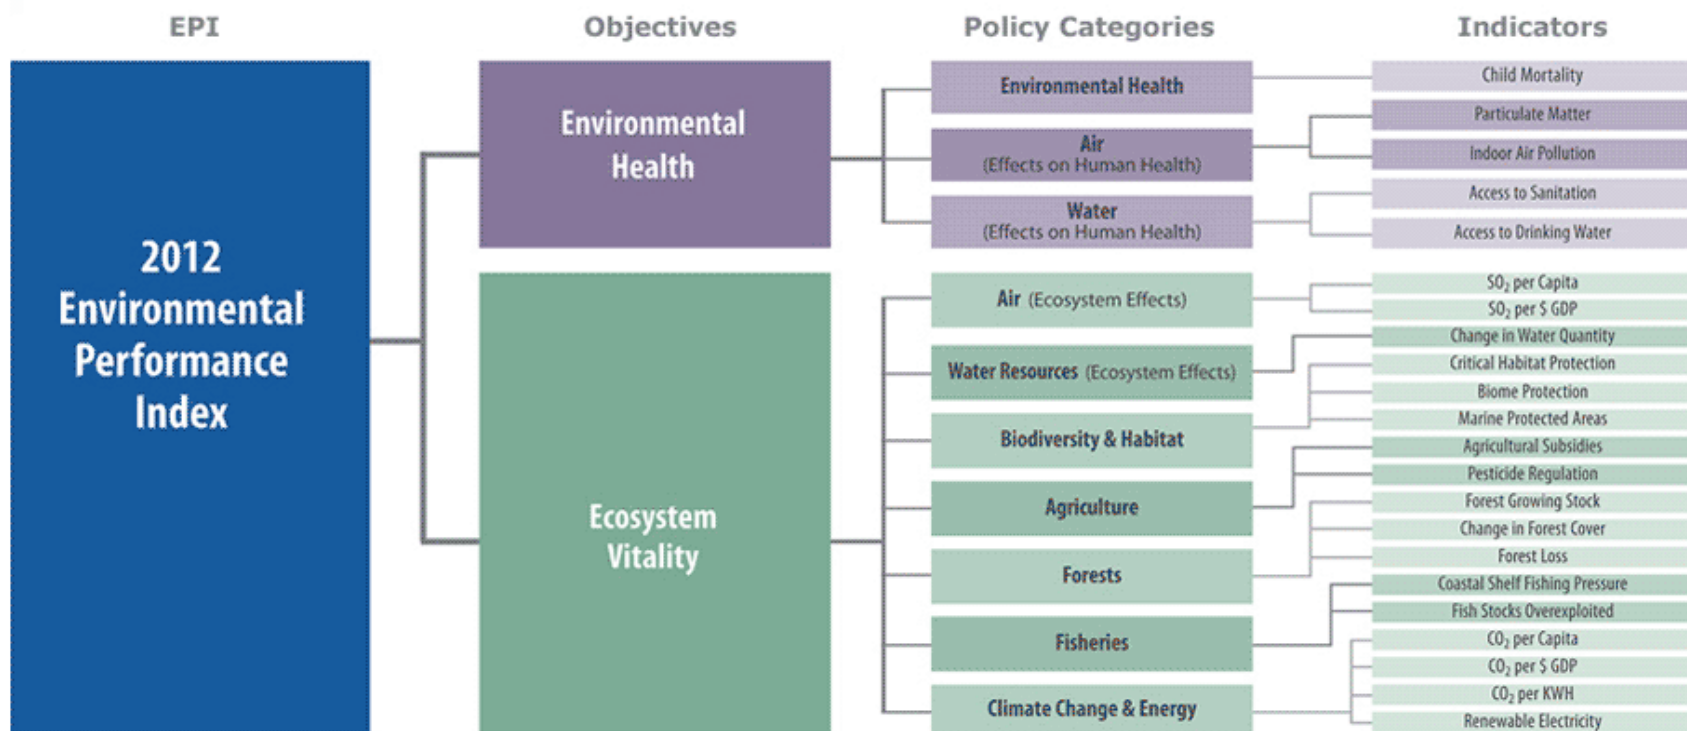 EPI
Objectives
Policy Categories
Indicators
2012
Environmental
Performance
Index
Environmental
Health
Ecosystem
Vitality
Environmental Health
Air
(Effects on Human Health)
Water
(Effects on Human Health)
Air (Ecosystem Effects)
Water Resources (Ecosystem Effects)
Biodiversity & Habitat
Agriculture
Forests
Fisheries
Climate Change & Energy
Child Mortality
Particulate Matter
Indoor Air Pollution
Access to Sanitation
Access to Drinking Water
SO₂ per Capita
SO₂ per $ GDP
Change in Water Quantity
Critical Habitat Protection
Biome Protection
Marine Protected Areas
Agricultural Subsidies
Pesticide Regulation
Forest Growing Stock
Change in Forest Cover
Forest Loss
Coastal Shelf Fishing Pressure
Fish Stocks Overexploited
CO₂ per Capita
CO₂ per $ GDP
CO₂ per KWH
Renewable Electricity